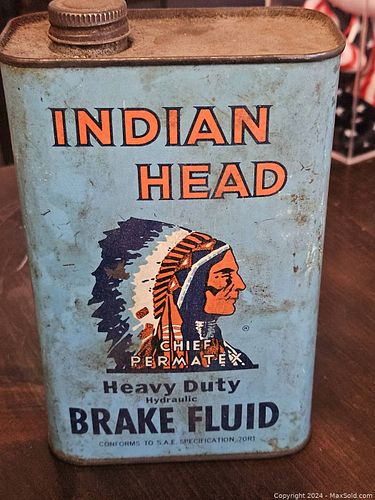 INDIAN
HEAD
CHIEF
PERMATEX
®
Heavy Duty
Hydraulic
BRAKE FLUID
CONFORMS TO S.A.E. SPECIFICATION, 70R1
Copyright 2024 - MaxSold.com